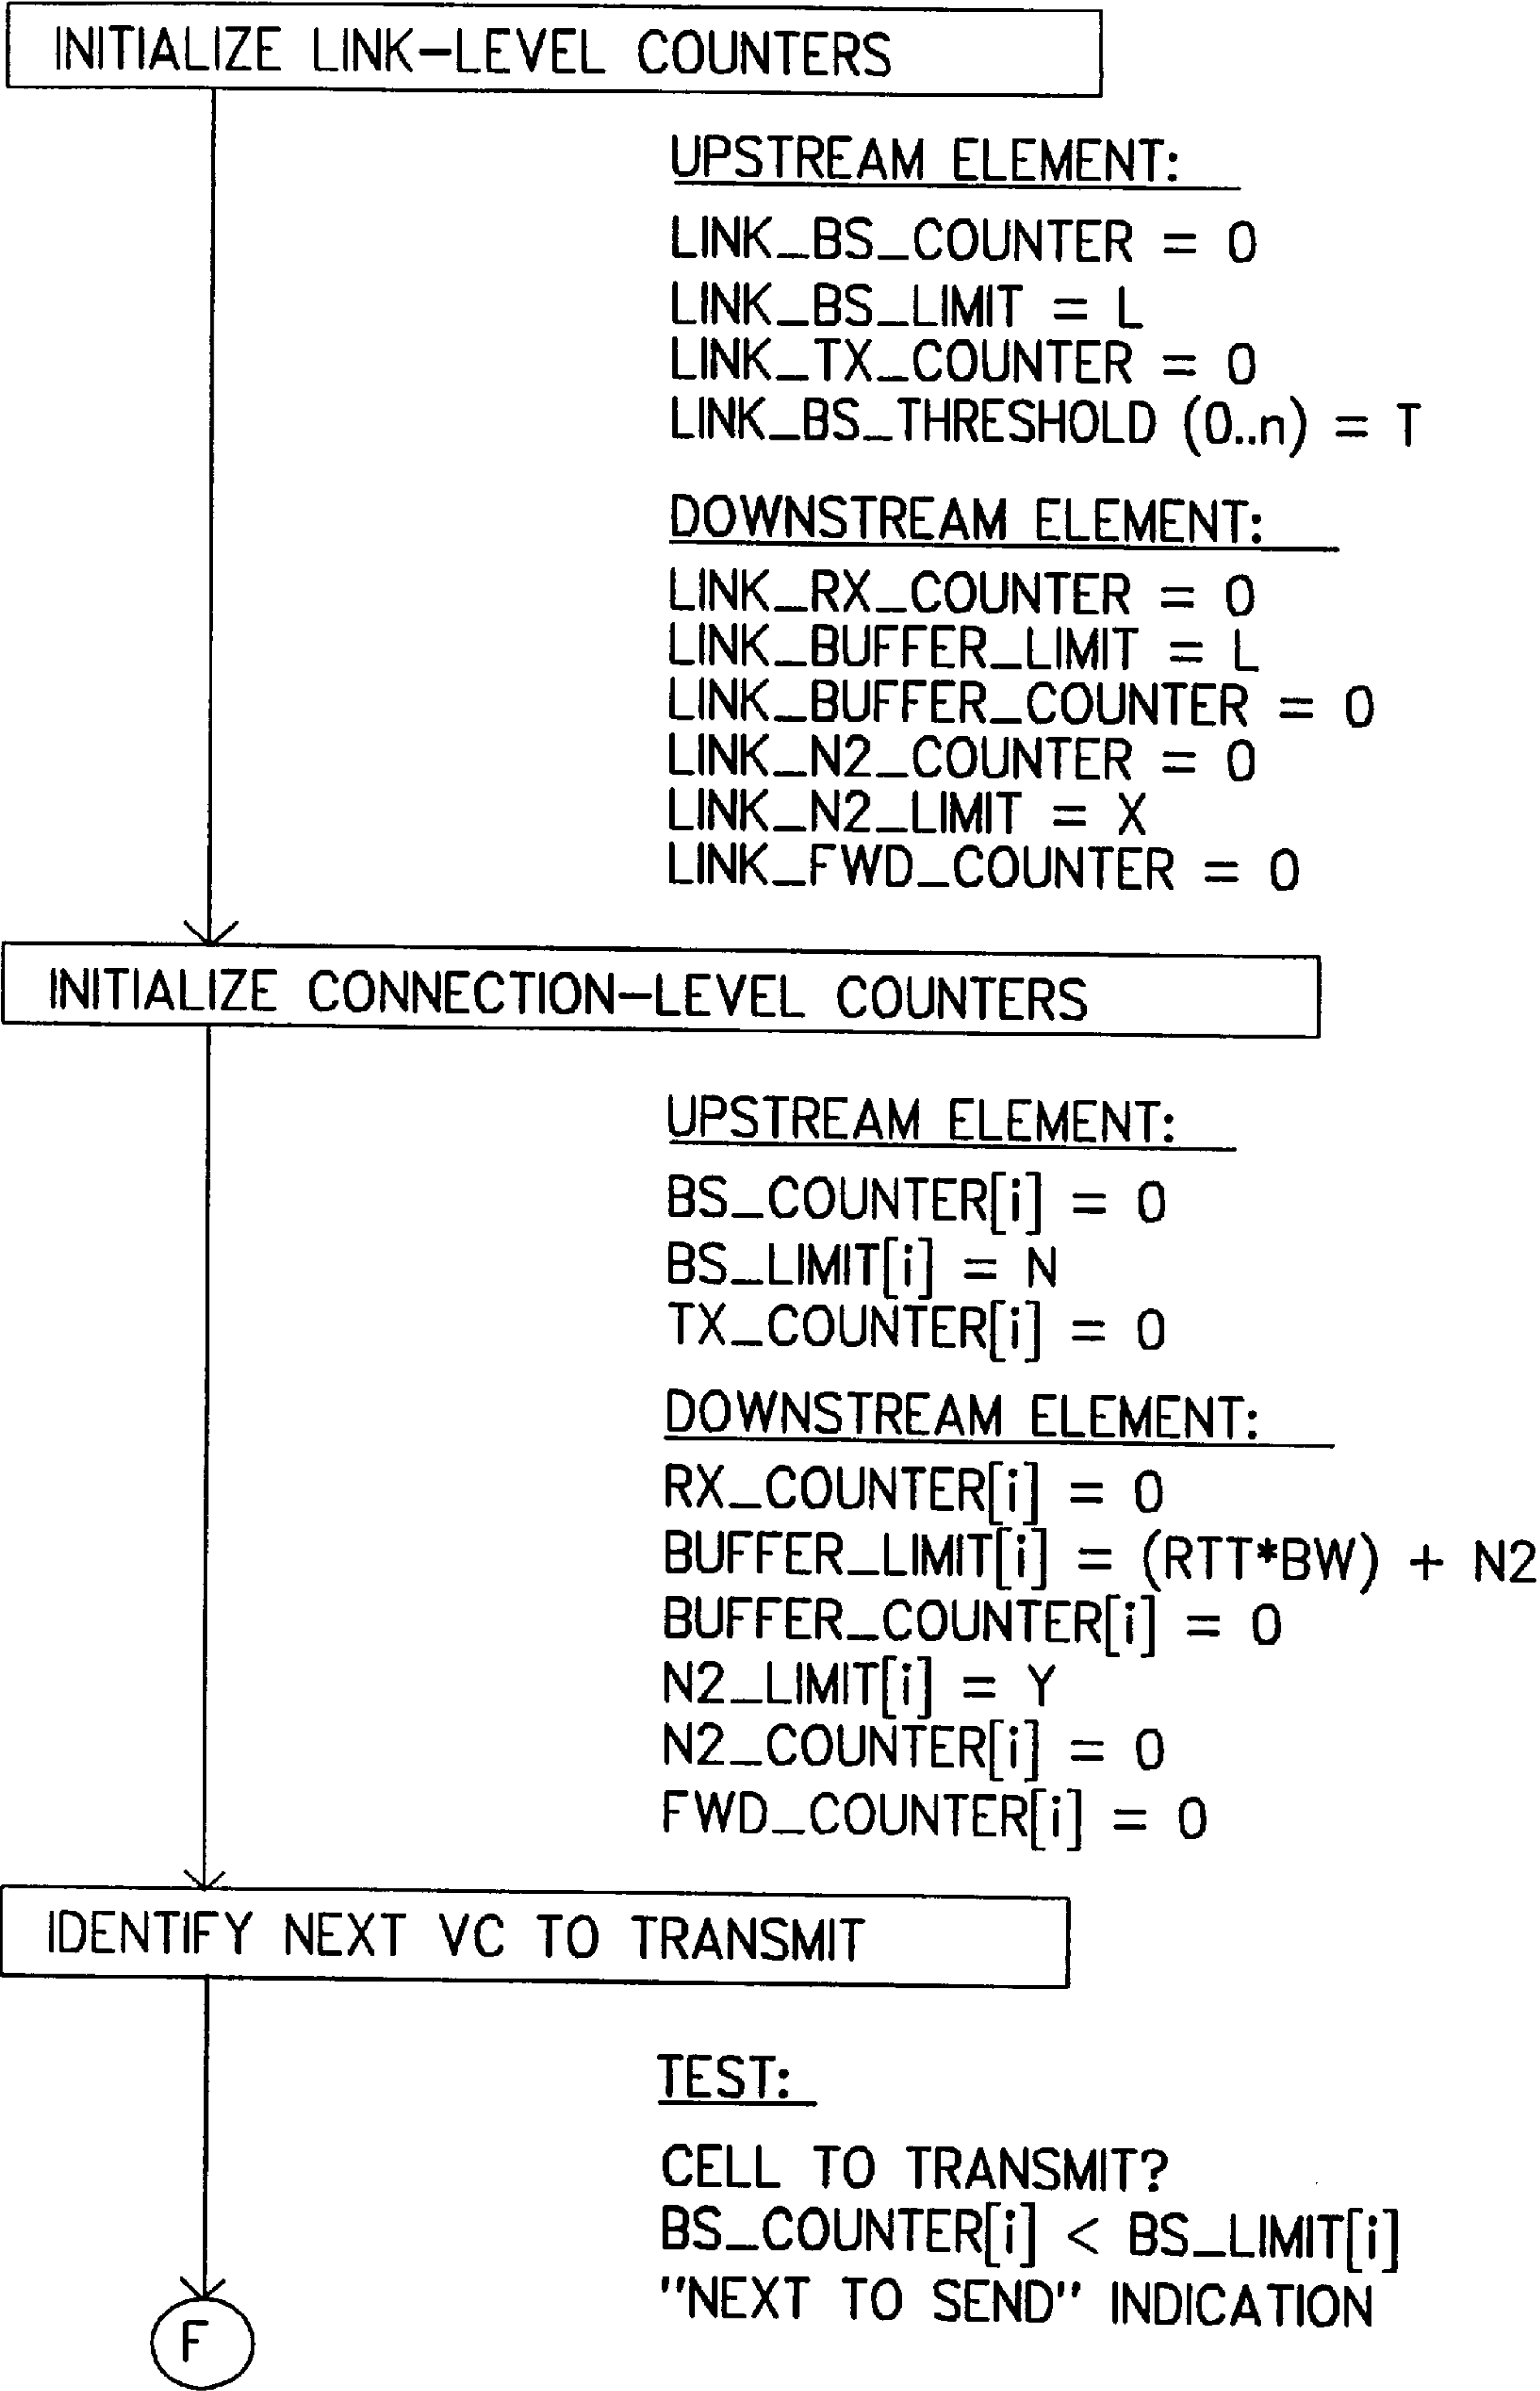 INITIALIZE LINK-LEVEL COUNTERS
UPSTREAM ELEMENT:
LINK_BS_COUNTER = 0
LINK_BS_LIMIT = L
LINK_TX_COUNTER = 0
LINK_BS_THRESHOLD (0..n) = T
DOWNSTREAM ELEMENT:
LINK_RX_COUNTER = 0
LINK_BUFFER_LIMIT = L
LINK_BUFFER_COUNTER = 0
LINK_N2_COUNTER = 0
LINK_N2_LIMIT = X
LINK_FWD_COUNTER = 0
INITIALIZE CONNECTION-LEVEL COUNTERS
UPSTREAM ELEMENT:
BS_COUNTER[i] = 0
BS_LIMIT[i] = N
TX_COUNTER[i] = 0
DOWNSTREAM ELEMENT:
RX_COUNTER[i] = 0
BUFFER_LIMIT[i] = (RTT*BW) + N2
BUFFER_COUNTER[i] = 0
N2_LIMIT[i] = Y
N2_COUNTER[i] = 0
FWD_COUNTER[i] = 0
IDENTIFY NEXT VC TO TRANSMIT
TEST:
CELL TO TRANSMIT?
BS_COUNTER[i] < BS_LIMIT[i]
"NEXT TO SEND" INDICATION
F